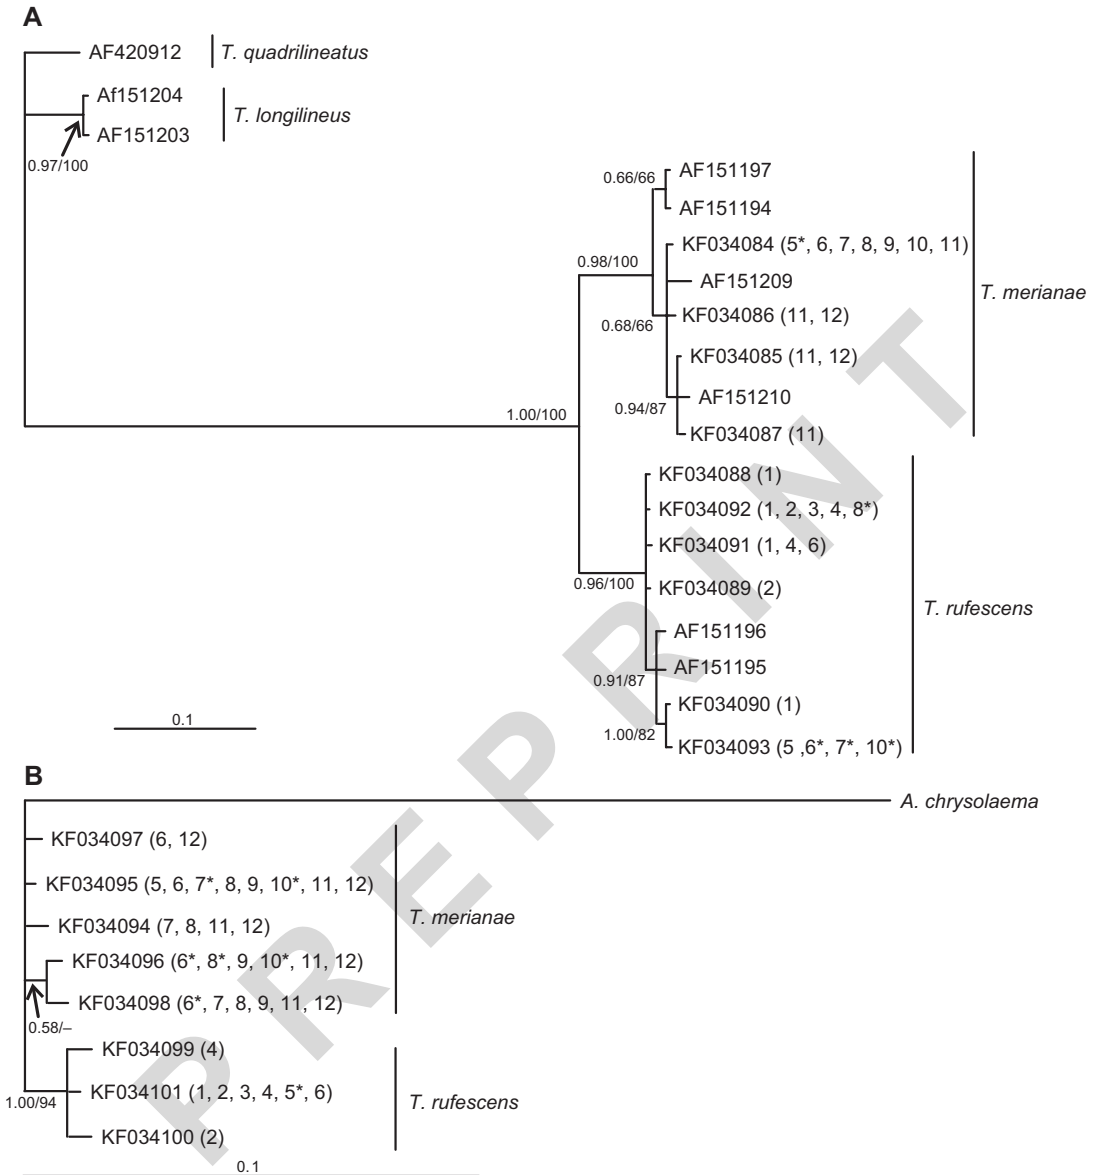 A
AF420912
T. quadrilineatus
Af151204
T. longilineus
AF151203
0.97/100
AF151197
0.66/66
AF151194
KF034084 (5*, 6, 7, 8, 9, 10, 11)
0.98/100
AF151209
T. merianae
KF034086 (11, 12)
0.68/66
KF034085 (11, 12)
AF151210
0.94/87
1.00/100
KF034087 (11)
KF034088 (1)
KF034092 (1, 2, 3, 4, 8*)
KF034091 (1, 4, 6)
0.96/100
KF034089 (2)
T. rufescens
AF151196
AF151195
0.91/87
KF034090 (1)
1.00/82
KF034093 (5 ,6*, 7*, 10*)
0.1
B
A. chrysolaema
KF034097 (6, 12)
KF034095 (5, 6, 7*, 8, 9, 10*, 11, 12)
T. merianae
KF034094 (7, 8, 11, 12)
KF034096 (6*, 8*, 9, 10*, 11, 12)
KF034098 (6*, 7, 8, 9, 11, 12)
0.58/–
KF034099 (4)
KF034101 (1, 2, 3, 4, 5*, 6)
T. rufescens
1.00/94
KF034100 (2)
0.1
PREPRINT